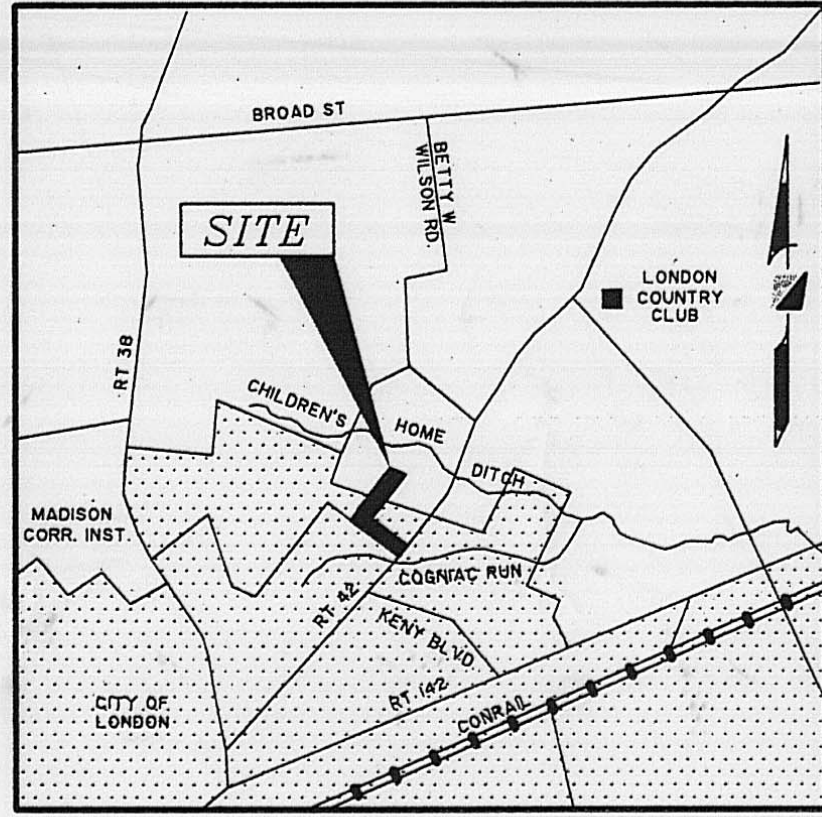 BROAD ST
BETTY W
WILSON RD.
SITE
LONDON
COUNTRY
CLUB
RT 38
CHILDREN'S
HOME
DITCH
MADISON
CORR. INST.
COGNIAC RUN
RT 42
KENY BLVD.
RT 142
CITY OF
LONDON
CONRAIL